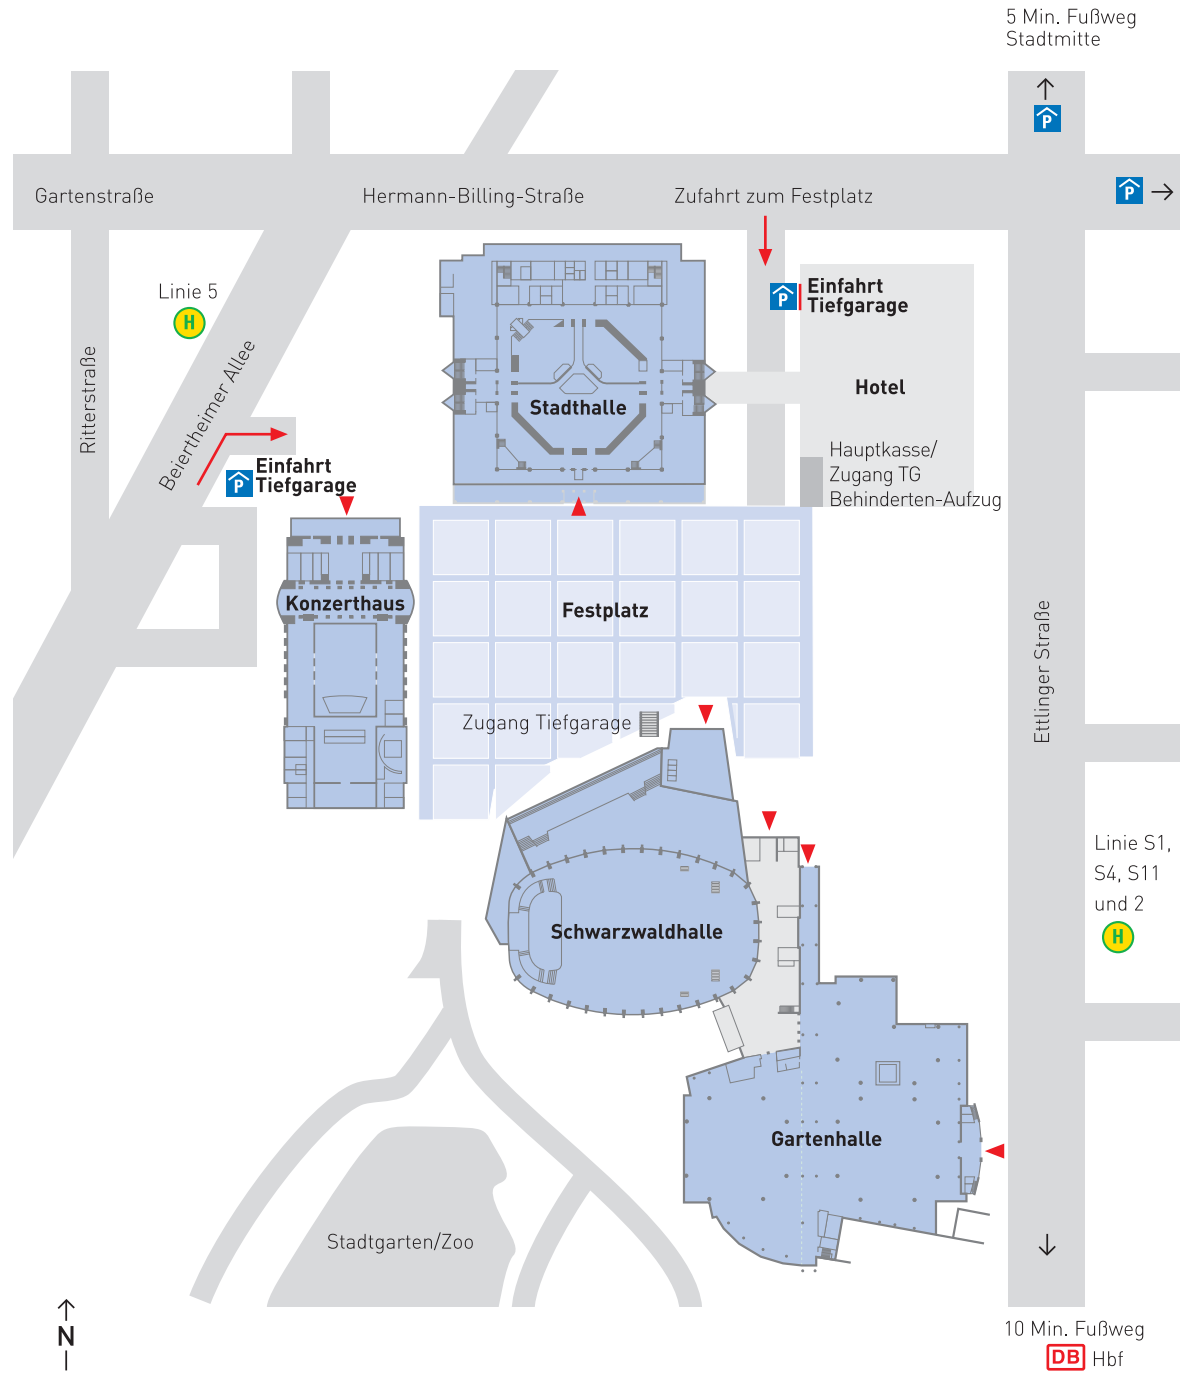 5 Min. Fußweg
Stadtmitte
P
P
Gartenstraße
Hermann-Billing-Straße
Zufahrt zum Festplatz
Linie 5
H
P
Einfahrt
Tiefgarage
Ritterstraße
Beiertheimer Allee
Stadthalle
Hotel
P
Einfahrt
Tiefgarage
Hauptkasse/
Zugang TG
Behinderten-Aufzug
Konzerthaus
Festplatz
Ettlinger Straße
Zugang Tiefgarage
Linie S1,
S4, S11
und 2
H
Schwarzwaldhalle
Gartenhalle
Stadtgarten/Zoo
N
10 Min. Fußweg
DB Hbf